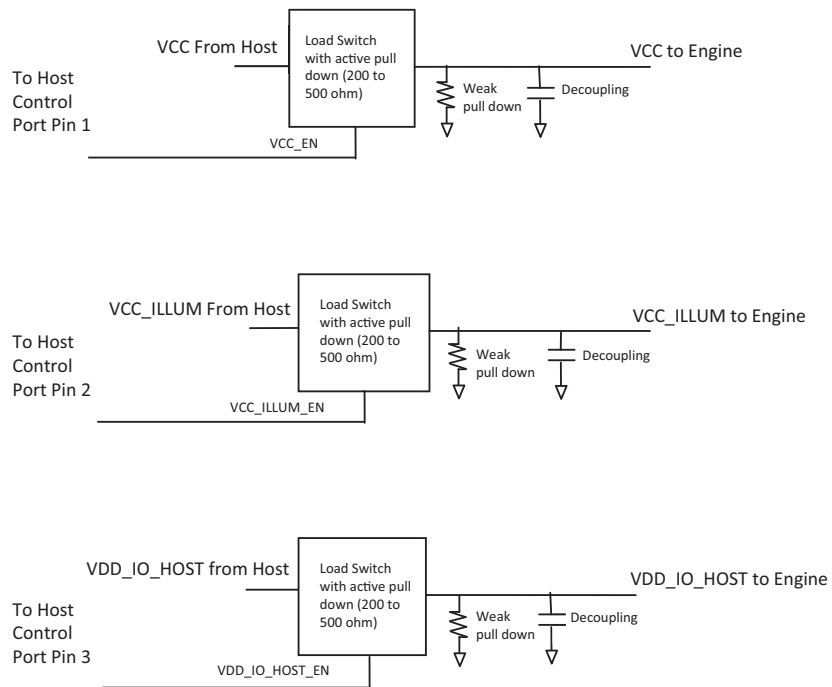 VCC From Host
Load Switch
with active pull
down (200 to
500 ohm)
VCC to Engine
To Host
Control
Port Pin 1
Weak
pull down
Decoupling
VCC_EN
VCC_ILLUM From Host
Load Switch
with active pull
down (200 to
500 ohm)
VCC_ILLUM to Engine
To Host
Control
Port Pin 2
Weak
pull down
Decoupling
VCC_ILLUM_EN
VDD_IO_HOST from Host
Load Switch
with active pull
down (200 to
500 ohm)
VDD_IO_HOST to Engine
To Host
Control
Port Pin 3
Weak
pull down
Decoupling
VDD_IO_HOST_EN